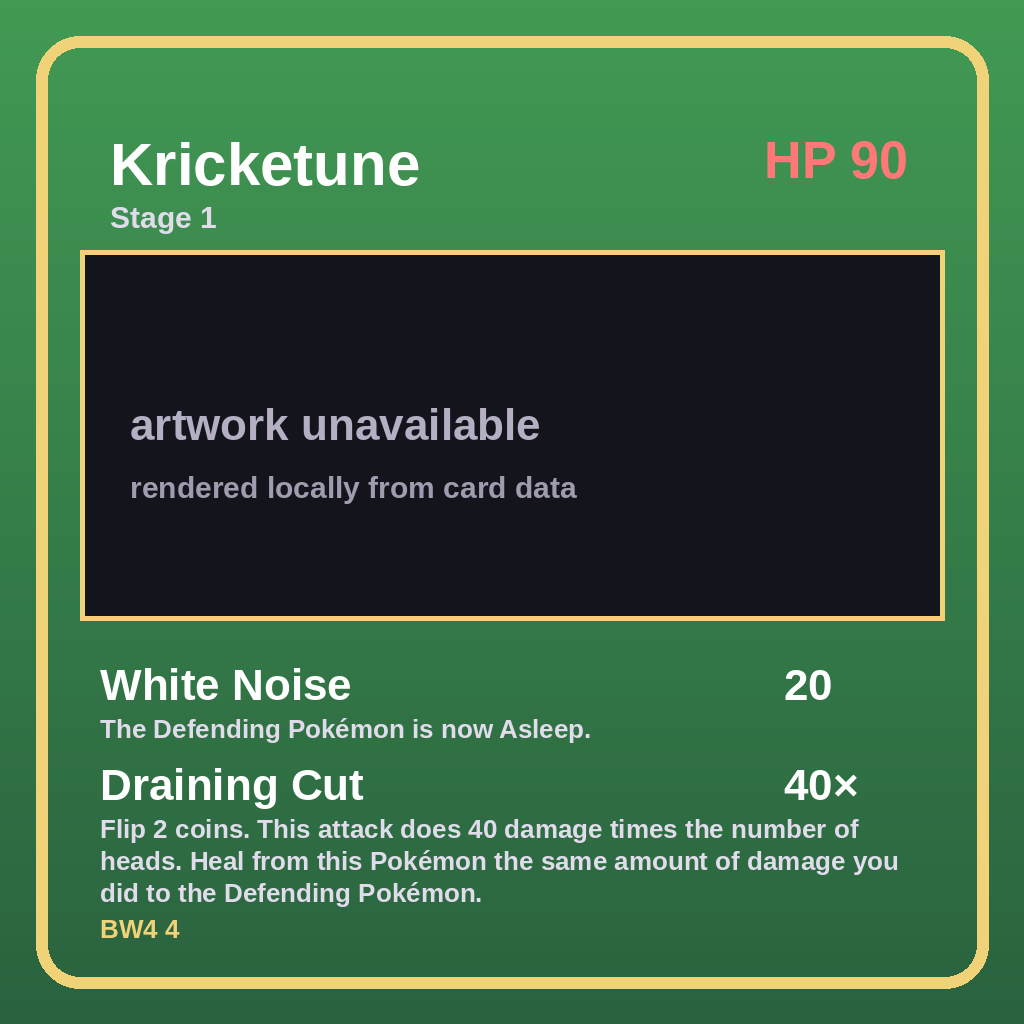 Kricketune
HP 90
Stage 1
artwork unavailable
rendered locally from card data
White Noise
20
The Defending Pokémon is now Asleep.
Draining Cut
40×
Flip 2 coins. This attack does 40 damage times the number of
heads. Heal from this Pokémon the same amount of damage you
did to the Defending Pokémon.
BW4 4